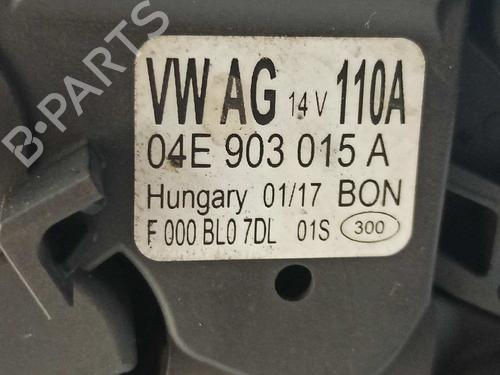 B-PARTS
VW AG 14 V 110A
04E 903 015 A
Hungary 01/17 BON
F 000 BL0 7DL 01S 300